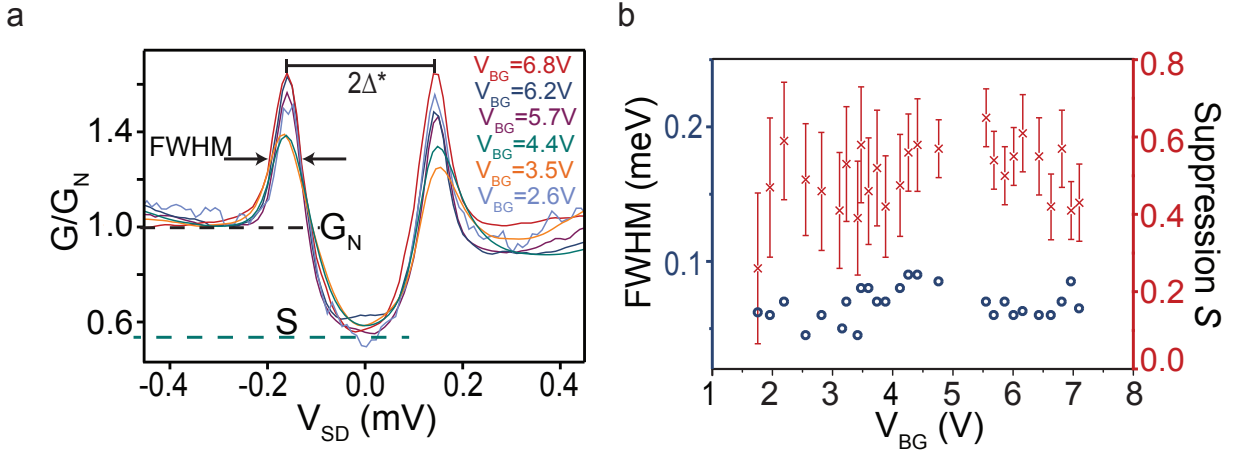 a
G/G_N
1.4
1.0
0.6
2Δ*
FWHM
G_N
S
V_BG=6.8V
V_BG=6.2V
V_BG=5.7V
V_BG=4.4V
V_BG=3.5V
V_BG=2.6V
-0.4 -0.2 0.0 0.2 0.4
V_SD (mV)
b
FWHM (meV)
0.2
0.1
0.8
0.6
0.4
0.2
0.0
Suppression S
1 2 3 4 5 6 7 8
V_BG (V)